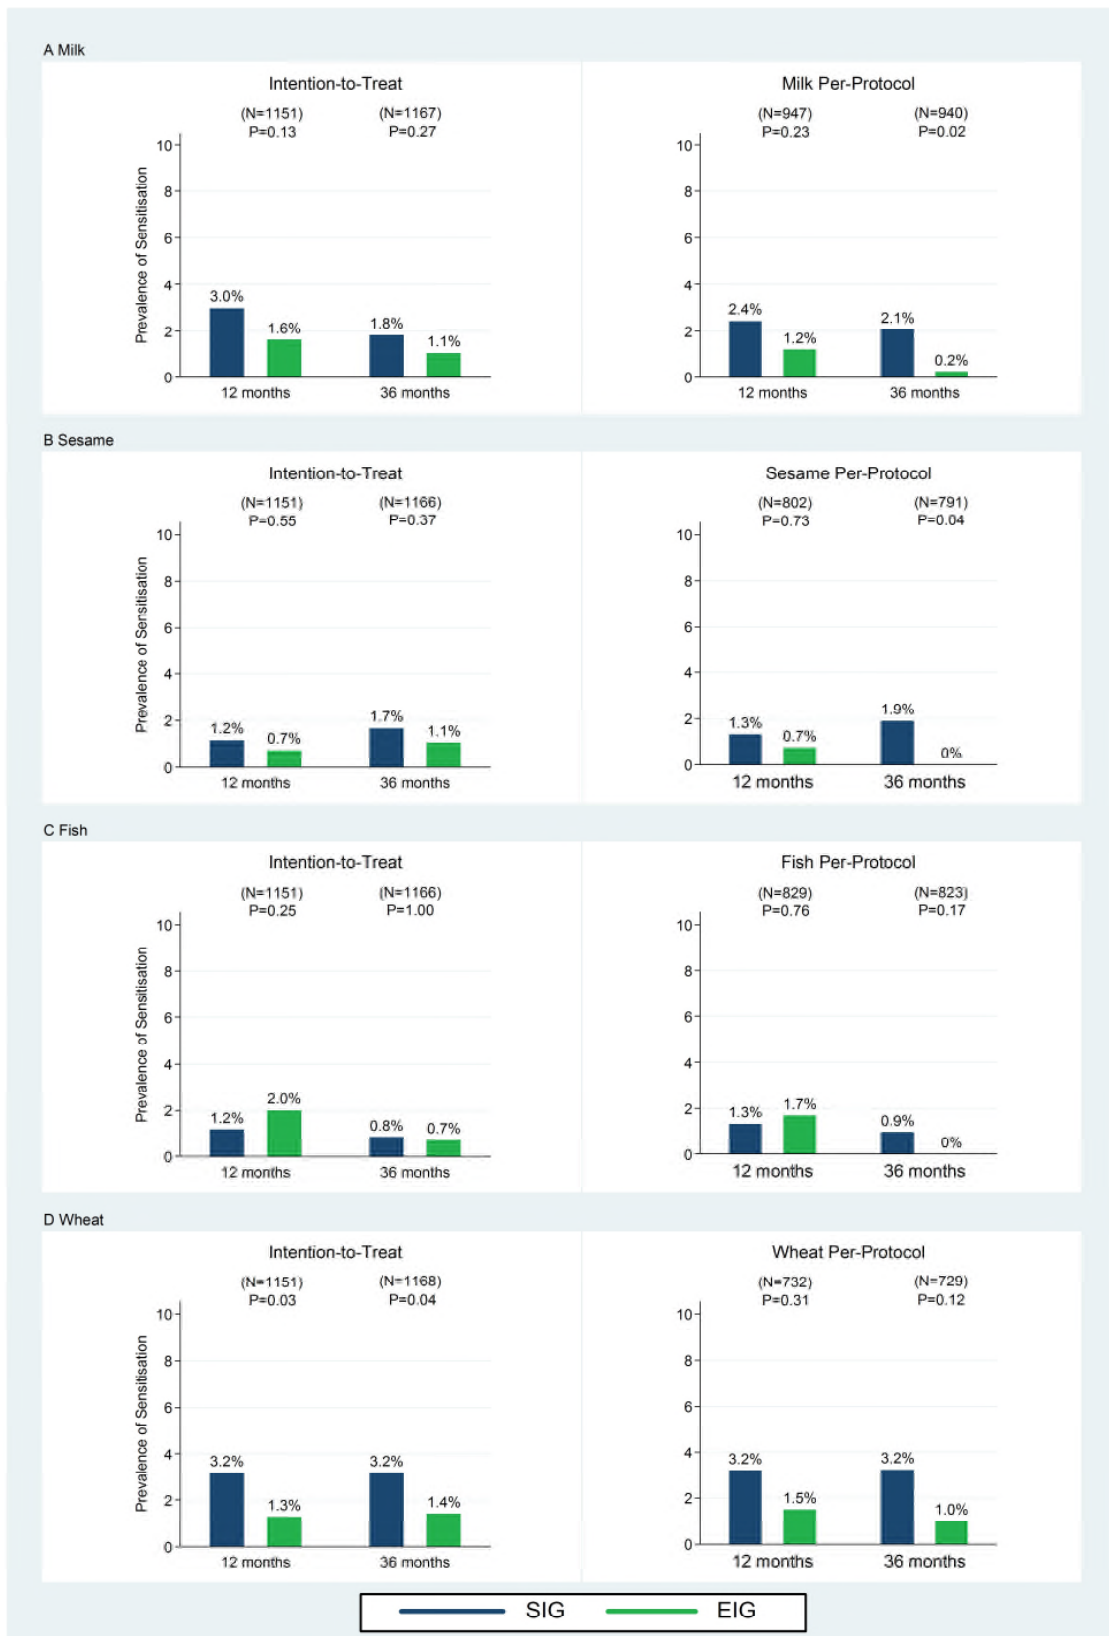 A Milk
Intention-to-Treat
(N=1151) (N=1167)
P=0.13 P=0.27
Prevalence of Sensitisation
10
8
6
4
2
0
3.0%
1.6%
1.8%
1.1%
12 months 36 months
Milk Per-Protocol
(N=947) (N=940)
P=0.23 P=0.02
10
8
6
4
2
0
2.4%
1.2%
2.1%
0.2%
12 months 36 months
B Sesame
Intention-to-Treat
(N=1151) (N=1166)
P=0.55 P=0.37
Prevalence of Sensitisation
10
8
6
4
2
0
1.2%
0.7%
1.7%
1.1%
12 months 36 months
Sesame Per-Protocol
(N=802) (N=791)
P=0.73 P=0.04
10
8
6
4
2
0
1.3%
0.7%
1.9%
0%
12 months 36 months
C Fish
Intention-to-Treat
(N=1151) (N=1166)
P=0.25 P=1.00
Prevalence of Sensitisation
10
8
6
4
2
0
1.2%
2.0%
0.8%
0.7%
12 months 36 months
Fish Per-Protocol
(N=829) (N=823)
P=0.76 P=0.17
10
8
6
4
2
0
1.3%
1.7%
0.9%
0%
12 months 36 months
D Wheat
Intention-to-Treat
(N=1151) (N=1168)
P=0.03 P=0.04
Prevalence of Sensitisation
10
8
6
4
2
0
3.2%
1.3%
3.2%
1.4%
12 months 36 months
Wheat Per-Protocol
(N=732) (N=729)
P=0.31 P=0.12
10
8
6
4
2
0
3.2%
1.5%
3.2%
1.0%
12 months 36 months
SIG EIG